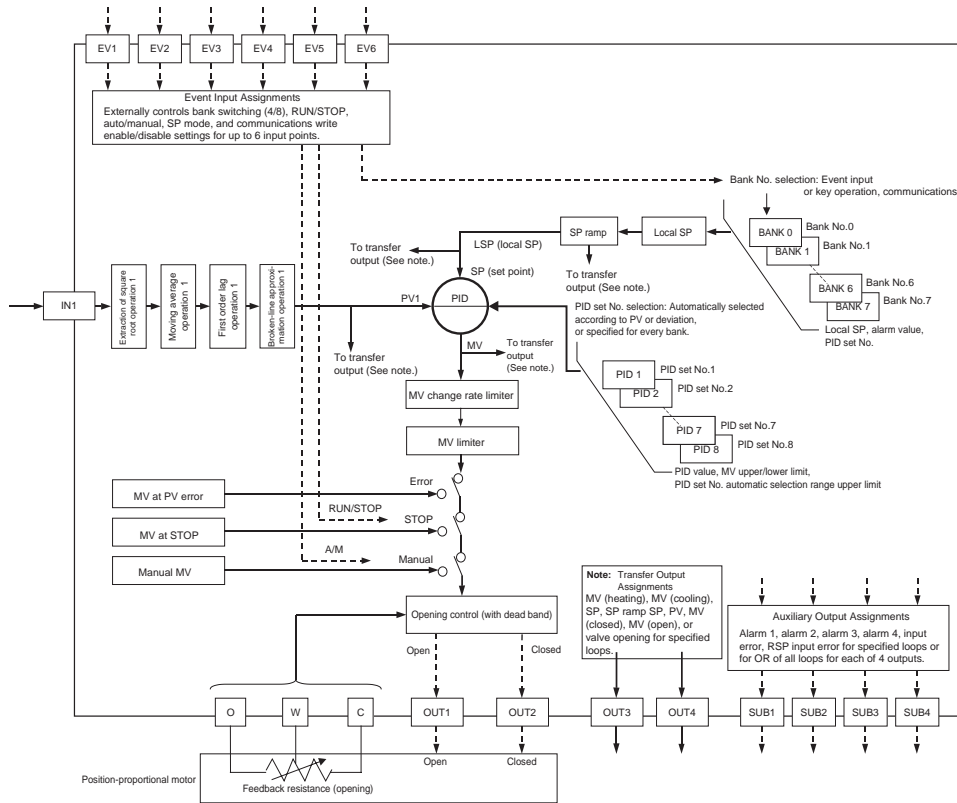 EV1 EV2 EV3 EV4 EV5 EV6
Event Input Assignments
Externally controls bank switching (4/8), RUN/STOP,
auto/manual, SP mode, and communications write
enable/disable settings for up to 6 input points.
Bank No. selection: Event input
or key operation, communications
BANK 0
Bank No.0
BANK 1
Bank No.1
BANK 6
Bank No.6
BANK 7
Bank No.7
Local SP, alarm value,
PID set No.
SP ramp
Local SP
LSP (local SP)
To transfer
output (See note.)
SP (set point)
To transfer
output (See note.)
IN1
Extraction of square
root operation 1
Moving average
operation 1
First order lag
operation 1
Broken-line approxi-
mation operation 1
PV1
PID
PID set No. selection: Automatically selected
according to PV or deviation,
or specified for every bank.
To transfer
output (See note.)
MV
To transfer
output
(See note.)
PID 1
PID set No.1
PID 2
PID set No.2
PID 7
PID set No.7
PID 8
PID set No.8
PID value, MV upper/lower limit,
PID set No. automatic selection range upper limit
MV change rate limiter
MV limiter
MV at PV error
Error
RUN/STOP
MV at STOP
STOP
A/M
Manual MV
Manual
Opening control (with dead band)
Open
Closed
Note: Transfer Output
Assignments
MV (heating), MV (cooling),
SP, SP ramp SP, PV, MV
(closed), MV (open), or
valve opening for specified
loops.
Auxiliary Output Assignments
Alarm 1, alarm 2, alarm 3, alarm 4, input
error, RSP input error for specified loops or
for OR of all loops for each of 4 outputs.
O W C OUT1 OUT2 OUT3 OUT4 SUB1 SUB2 SUB3 SUB4
Open
Closed
Position-proportional motor
Feedback resistance (opening)